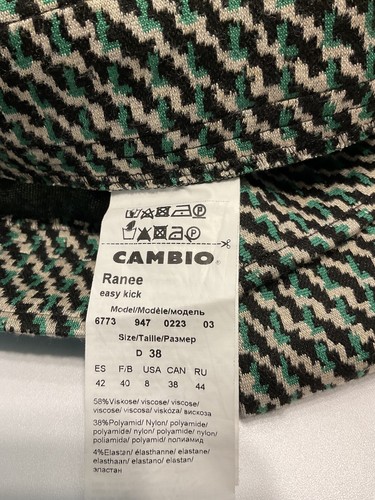 CAMBIO
Ranee
easy kick
Model/Modèle/модель
6773 947 0223 03
Size/Taille/Размер
D 38
ES F/B USA CAN RU
42 40 8 38 44
58%Viskose/ viscose/ viscose/
viscosa/ viscose/ viskoza/ вискоза
38%Polyamid/ Nylon/ polyamide/
polyamide/ nylon/ polyamide/ nylon/
poliamida/ polyamid/ полиамид
4%Elastan/ élasthanne/ elastane/
elasthaan/ elastano/ elastan/
эластан